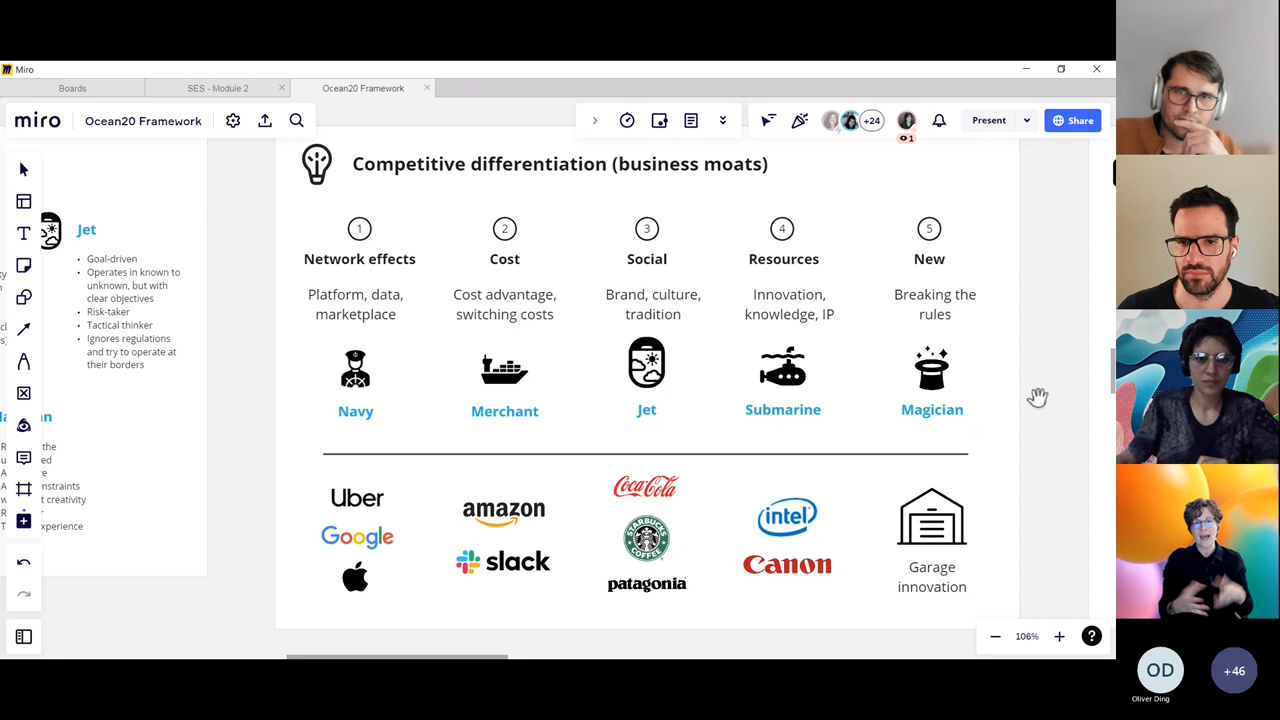 Miro
Boards
SES - Module 2
Ocean20 Framework
miro
Ocean20 Framework
+24
1
Present
Share
Competitive differentiation (business moats)
1
2
3
4
5
Network effects
Cost
Social
Resources
New
Platform, data,
marketplace
Cost advantage,
switching costs
Brand, culture,
tradition
Innovation,
knowledge, IP
Breaking the
rules
Navy
Merchant
Jet
Submarine
Magician
Uber
Google
amazon
slack
Coca-Cola
STARBUCKS
COFFEE
patagonia
intel
Canon
Garage
innovation
Jet
• Goal-driven
• Operates in known to
unknown, but with
clear objectives
• Risk-taker
• Tactical thinker
• Ignores regulations
and try to operate at
their borders
the
creativity
experience
106%
?
OD
Oliver Ding
+46